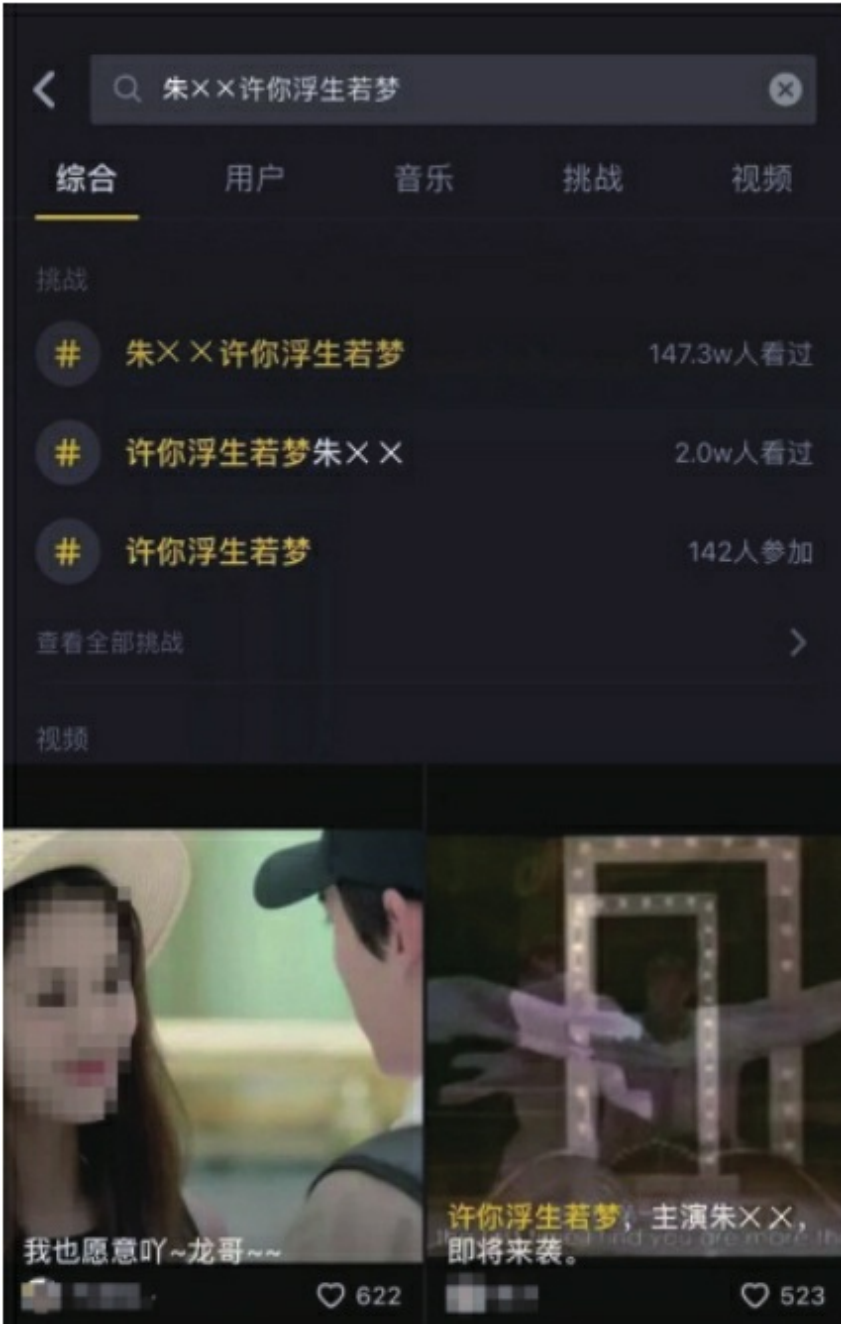 朱××许你浮生若梦
综合 用户 音乐 挑战 视频
挑战
# 朱××许你浮生若梦 147.3w人看过
# 许你浮生若梦朱×× 2.0w人看过
# 许你浮生若梦 142人参加
查看全部挑战
视频
我也愿意吖~龙哥~~
622
许你浮生若梦，主演朱××，
find you are more
即将来袭。
523